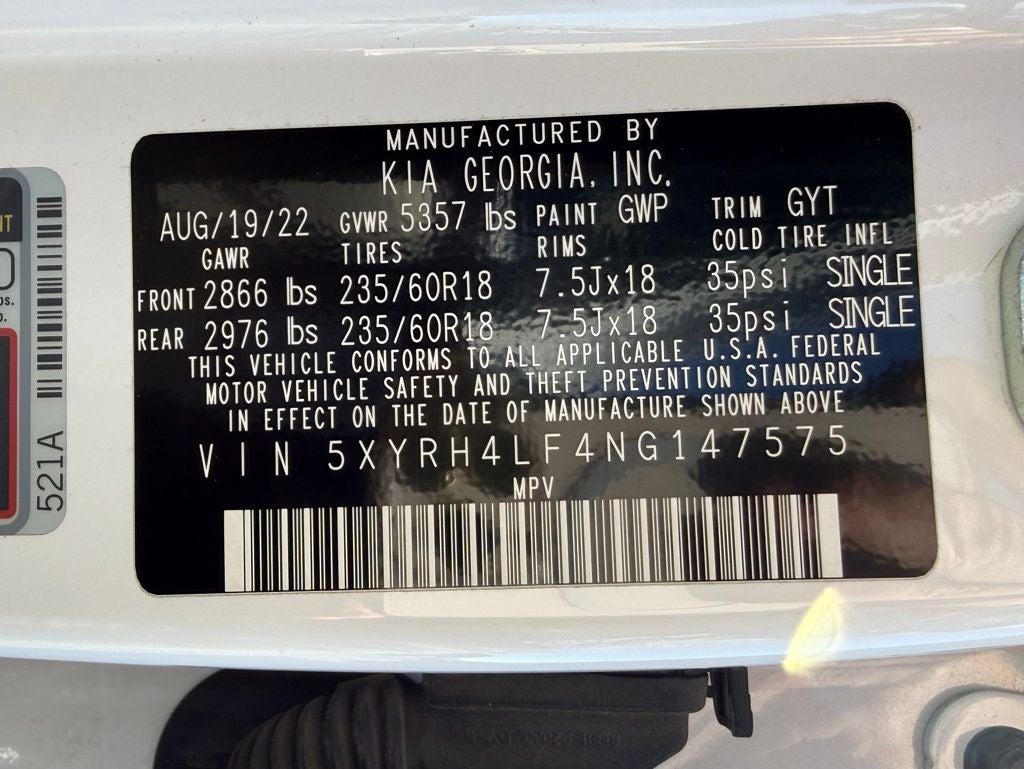 MANUFACTURED BY
KIA GEORGIA, INC.
AUG/19/22 GVWR 5357 lbs PAINT GWP TRIM GYT
GAWR TIRES RIMS COLD TIRE INFL
FRONT 2866 lbs 235/60R18 7.5Jx18 35psi SINGLE
REAR 2976 lbs 235/60R18 7.5Jx18 35psi SINGLE
THIS VEHICLE CONFORMS TO ALL APPLICABLE U.S.A. FEDERAL
MOTOR VEHICLE SAFETY AND THEFT PREVENTION STANDARDS
IN EFFECT ON THE DATE OF MANUFACTURE SHOWN ABOVE
VIN 5XYRH4LF4NG147575
MPV
521A